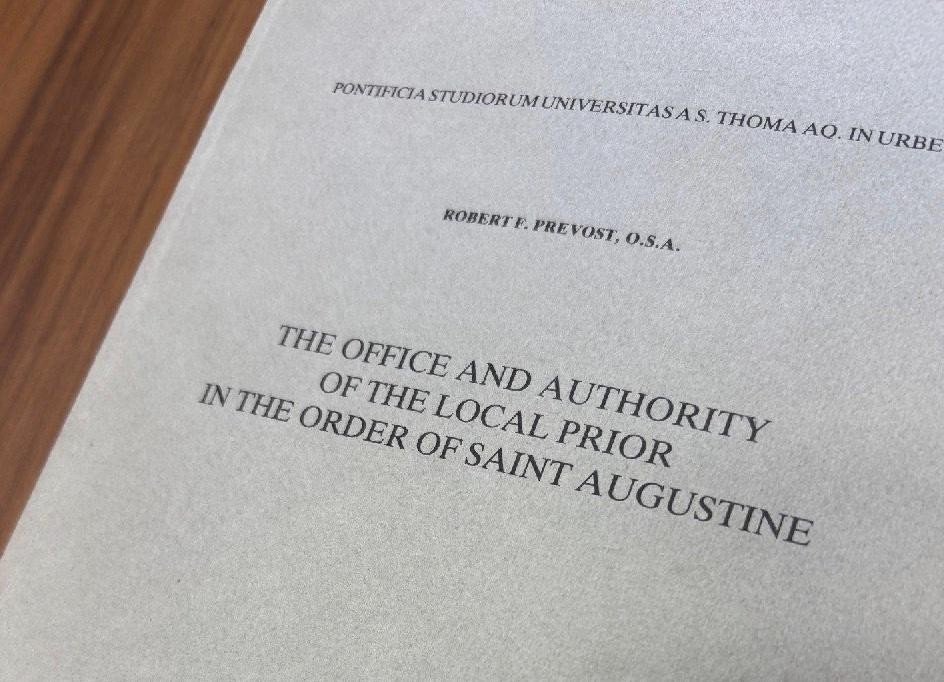 PONTIFICIA STUDIORUM UNIVERSITAS A S. THOMA AQ. IN URBE
ROBERT F. PREVOST, O.S.A.
THE OFFICE AND AUTHORITY
OF THE LOCAL PRIOR
IN THE ORDER OF SAINT AUGUSTINE